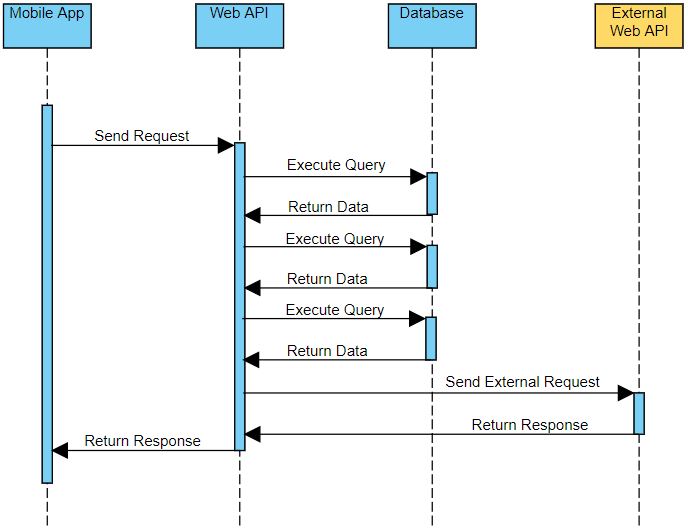 Mobile App
Web API
Database
External
Web API
Send Request
Execute Query
Return Data
Execute Query
Return Data
Execute Query
Return Data
Send External Request
Return Response
Return Response